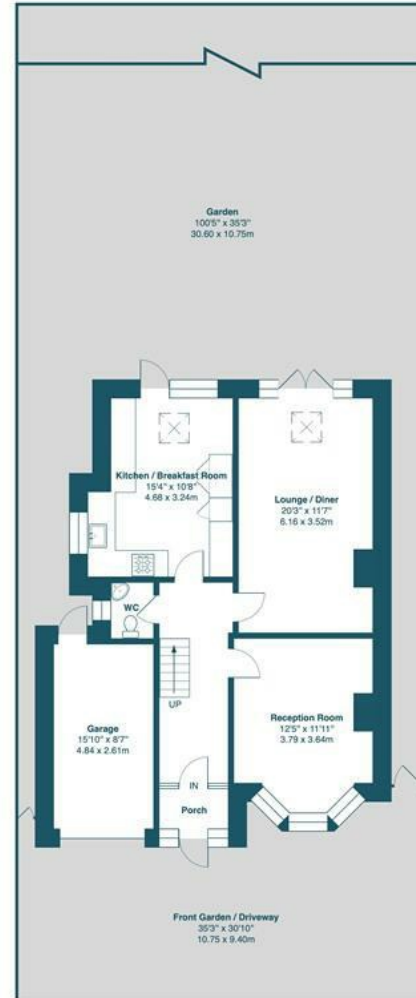 Garden
100'5" x 35'3"
30.60 x 10.75m
Kitchen / Breakfast Room
15'4" x 10'8"
4.68 x 3.24m
Lounge / Diner
20'3" x 11'7"
6.16 x 3.52m
WC
UP
Garage
15'10" x 8'7"
4.84 x 2.61m
Reception Room
12'5" x 11'11"
3.79 x 3.64m
IN
Porch
Front Garden / Driveway
35'3" x 30'10"
10.75 x 9.40m